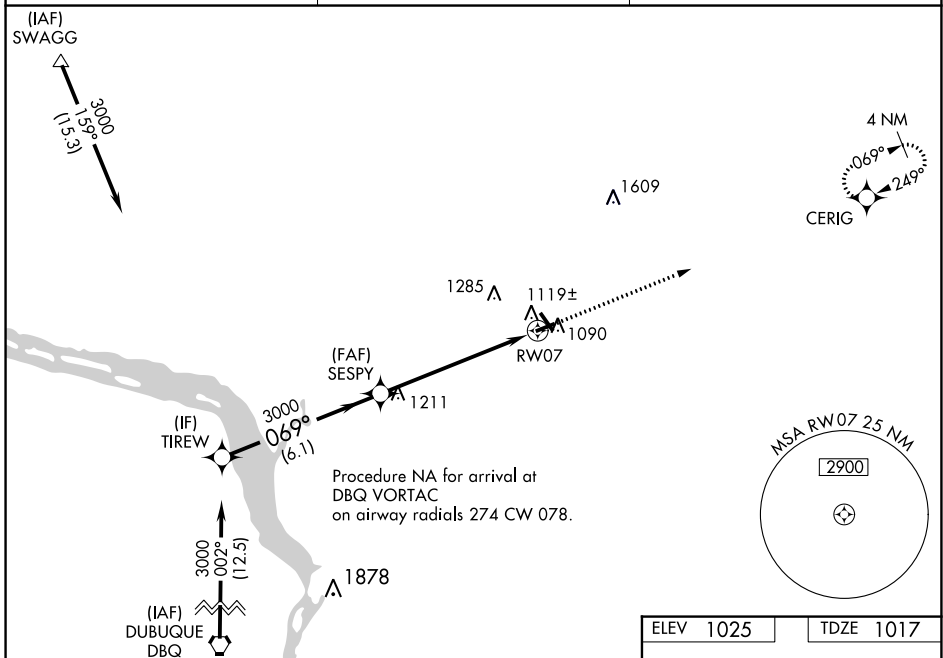 (IAF)
SWAGG
3000
159°
(15.3)
4 NM
069°
249°
CERIG
1609
1285
1119±
1090
RW07
(FAF)
SESPY
1211
(IF)
TIREW
3000
069°
(6.1)
Procedure NA for arrival at
DBQ VORTAC
on airway radials 274 CW 078.
MSA RW07 25 NM
2900
3000
002°
(12.5)
1878
(IAF)
DUBUQUE
DBQ
ELEV 1025
TDZE 1017